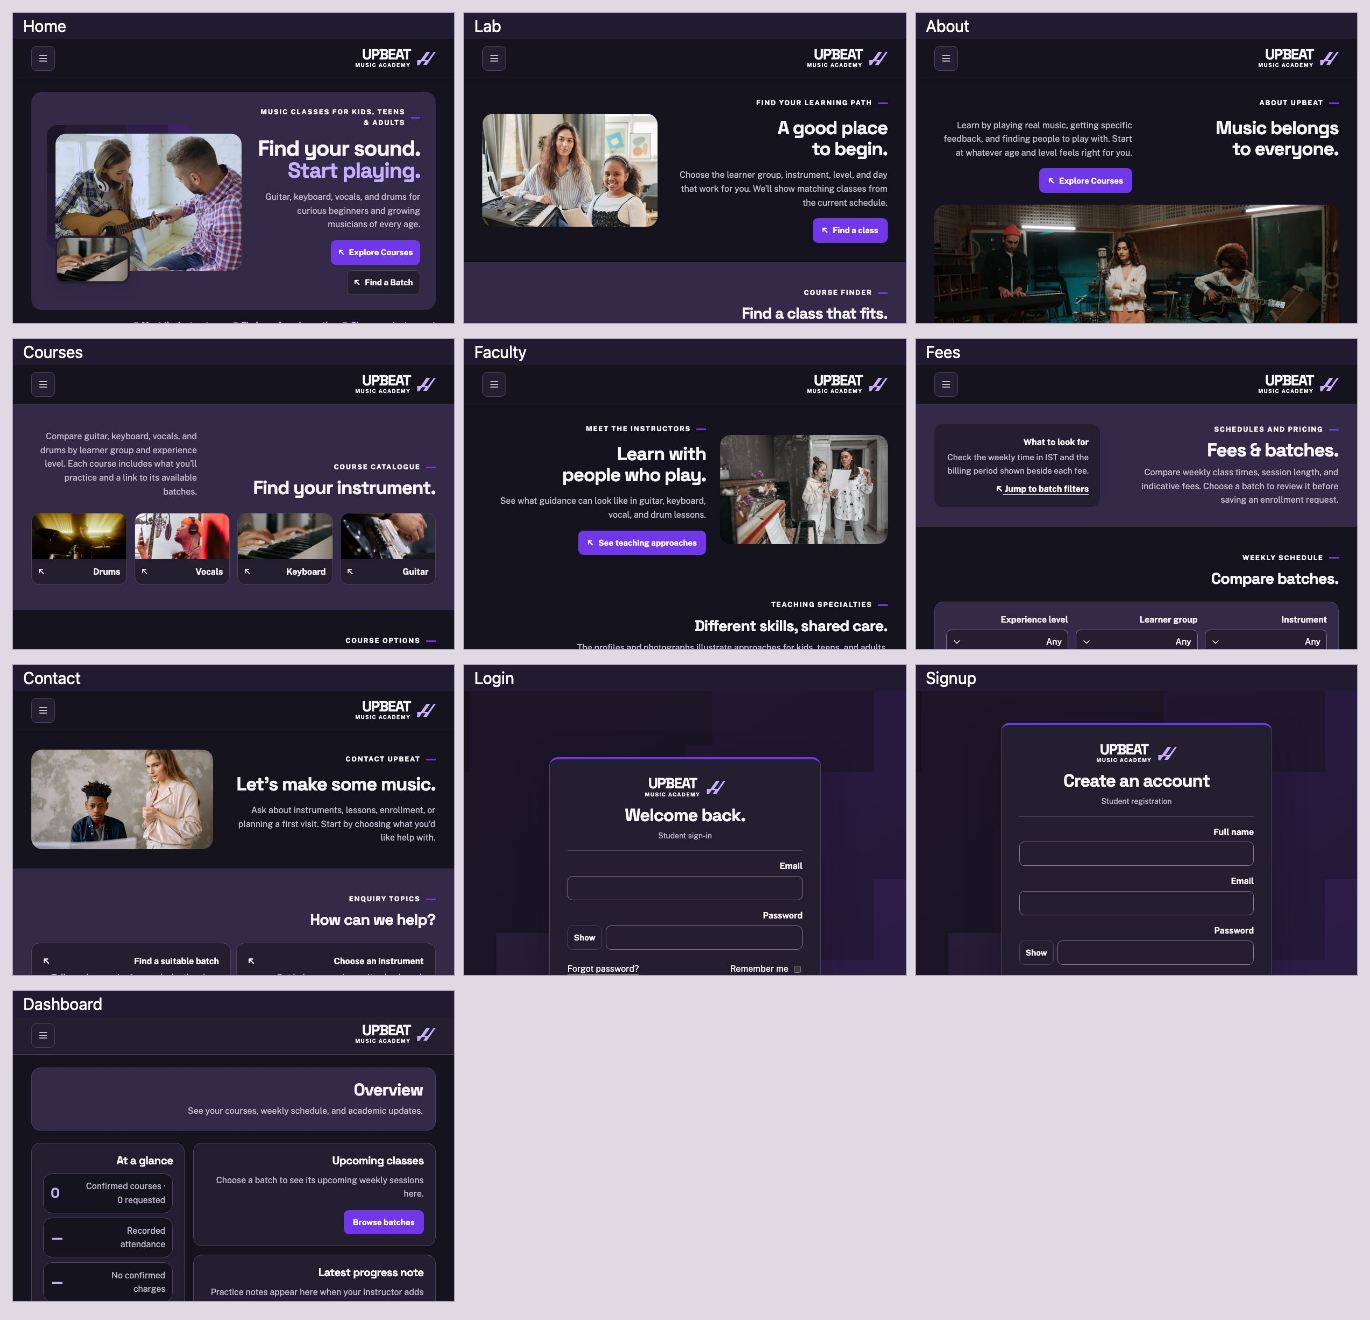 Home
UPBEAT
MUSIC ACADEMY
MUSIC CLASSES FOR KIDS, TEENS
& ADULTS
Find your sound.
Start playing.
Guitar, keyboard, vocals, and drums for
curious beginners and growing
musicians of every age.
Explore Courses
Find a Batch
Lab
UPBEAT
MUSIC ACADEMY
FIND YOUR LEARNING PATH
A good place
to begin.
Choose the learner group, instrument, level, and day
that work for you. We'll show matching classes from
the current schedule.
Find a class
COURSE FINDER
Find a class that fits.
About
UPBEAT
MUSIC ACADEMY
ABOUT UPBEAT
Music belongs
to everyone.
Learn by playing real music, getting specific
feedback, and finding people to play with. Start
at whatever age and level feels right for you.
Explore Courses
Courses
UPBEAT
MUSIC ACADEMY
COURSE CATALOGUE
Find your instrument.
Compare guitar, keyboard, vocals, and
drums by learner group and experience
level. Each course includes what you'll
practice and a link to its available
batches.
Drums
Vocals
Keyboard
Guitar
COURSE OPTIONS
Faculty
UPBEAT
MUSIC ACADEMY
MEET THE INSTRUCTORS
Learn with
people who play.
See what guidance can look like in guitar, keyboard,
vocal, and drum lessons.
See teaching approaches
TEACHING SPECIALTIES
Different skills, shared care.
The profiles and photographs illustrate approaches for kids, teens, and adults.
Fees
UPBEAT
MUSIC ACADEMY
SCHEDULES AND PRICING
Fees & batches.
Compare weekly class times, session length, and
indicative fees. Choose a batch to review it before
saving an enrollment request.
What to look for
Check the weekly time in IST and the
billing period shown beside each fee.
Jump to batch filters
WEEKLY SCHEDULE
Compare batches.
Experience level
Any
Learner group
Any
Instrument
Any
Contact
UPBEAT
MUSIC ACADEMY
CONTACT UPBEAT
Let's make some music.
Ask about instruments, lessons, enrollment, or
planning a first visit. Start by choosing what you'd
like help with.
ENQUIRY TOPICS
How can we help?
Find a suitable batch
Choose an instrument
Login
UPBEAT
MUSIC ACADEMY
Welcome back.
Student sign-in
Email
Password
Show
Forgot password?
Remember me
Signup
UPBEAT
MUSIC ACADEMY
Create an account
Student registration
Full name
Email
Password
Show
Dashboard
UPBEAT
MUSIC ACADEMY
Overview
See your courses, weekly schedule, and academic updates.
At a glance
0
Confirmed courses ·
0 requested
—
Recorded
attendance
—
No confirmed
charges
Upcoming classes
Choose a batch to see its upcoming weekly sessions
here.
Browse batches
Latest progress note
Practice notes appear here when your instructor adds